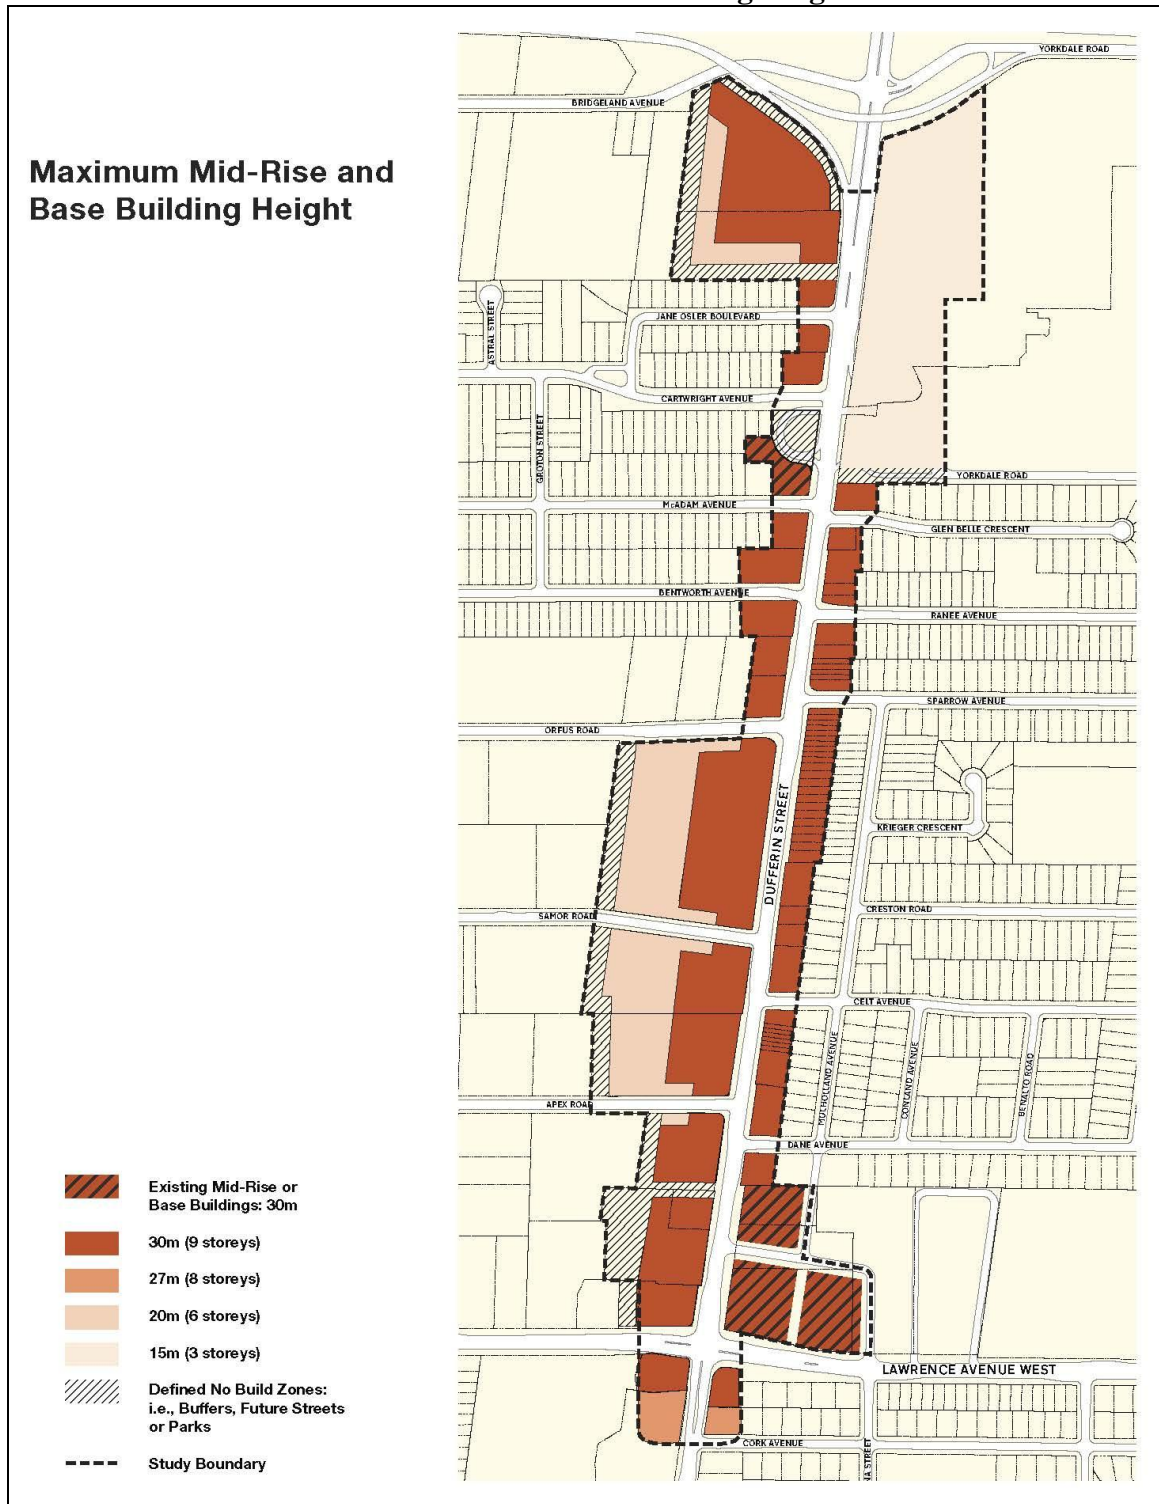 Maximum Mid-Rise and
Base Building Height
YORKDALE ROAD
BRIDGELAND AVENUE
ASTRAL STREET
JANE OSLER BOULEVARD
CARTWRIGHT AVENUE
GROTON STREET
YORKDALE ROAD
McADAM AVENUE
GLEN BELLE CRESCENT
BENTWORTH AVENUE
RANEE AVENUE
SPARROW AVENUE
ORFUS ROAD
DUFFERIN STREET
KRIEGER CRESCENT
SAMOR ROAD
CRESTON ROAD
CELT AVENUE
MULHOLLAND AVENUE
CONLAND AVENUE
BENALTO ROAD
APEX ROAD
DANE AVENUE
LAWRENCE AVENUE WEST
CORK AVENUE
NA STREET
Existing Mid-Rise or
Base Buildings: 30m
30m (9 storeys)
27m (8 storeys)
20m (6 storeys)
15m (3 storeys)
Defined No Build Zones:
i.e., Buffers, Future Streets
or Parks
Study Boundary